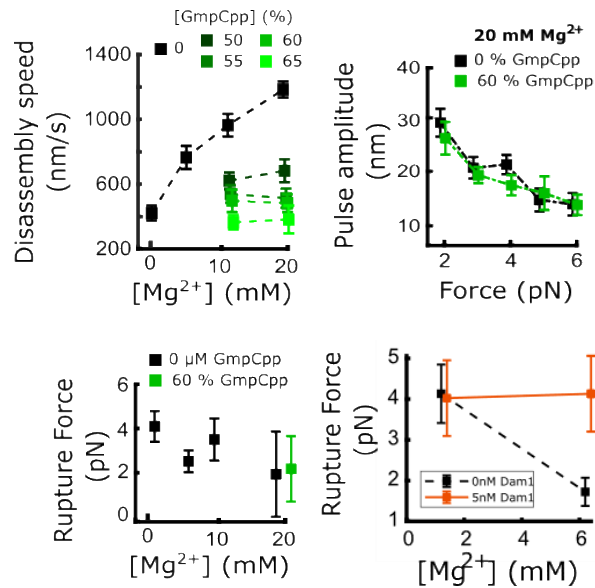 [GmpCpp] (%)
0 50 60
55 65
Disassembly speed
(nm/s)
1400
1000
600
200
0 10 20
[Mg²⁺] (mM)
20 mM Mg²⁺
0 % GmpCpp
60 % GmpCpp
Pulse amplitude
(nm)
40
30
20
10
2 4 6
Force (pN)
0 µM GmpCpp
60 % GmpCpp
Rupture Force
(pN)
6
4
2
0
0 10 20
[Mg²⁺] (mM)
Rupture Force
(pN)
5
4
3
2
1
0nM Dam1
5nM Dam1
0 2 4 6
[Mg²⁺] (mM)